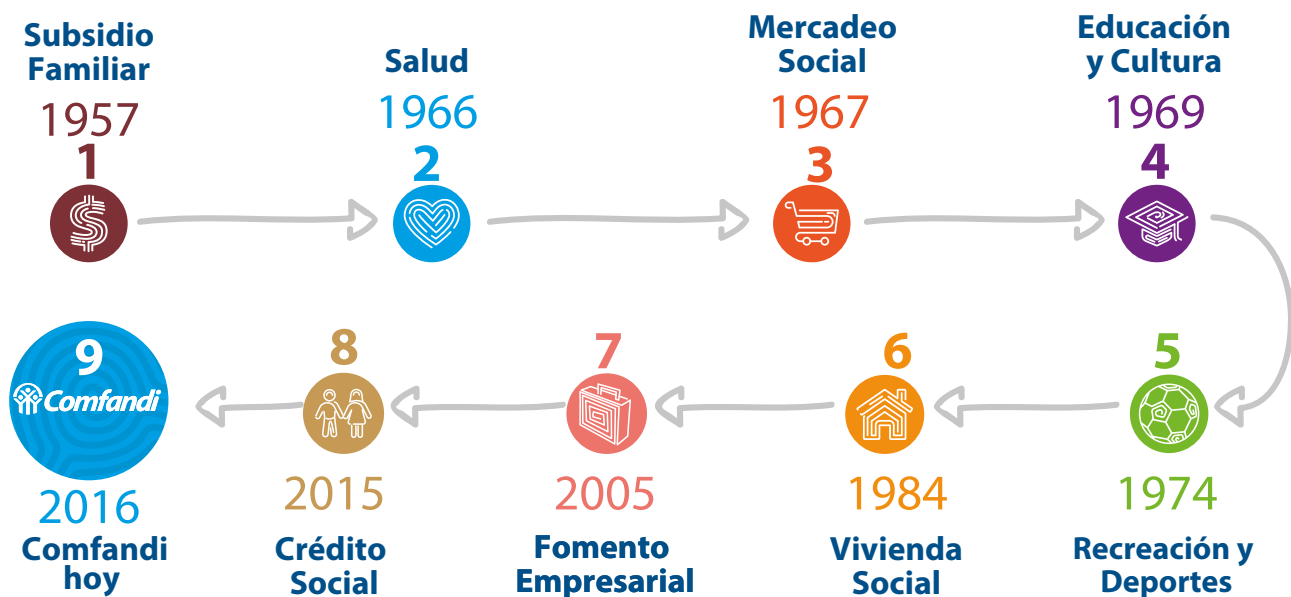 Subsidio
Familiar
1957
1
Salud
1966
2
Mercadeo
Social
1967
3
Educación
y Cultura
1969
4
5
1974
Recreación y
Deportes
6
1984
Vivienda
Social
7
2005
Fomento
Empresarial
8
2015
Crédito
Social
9
Comfandi
2016
Comfandi
hoy